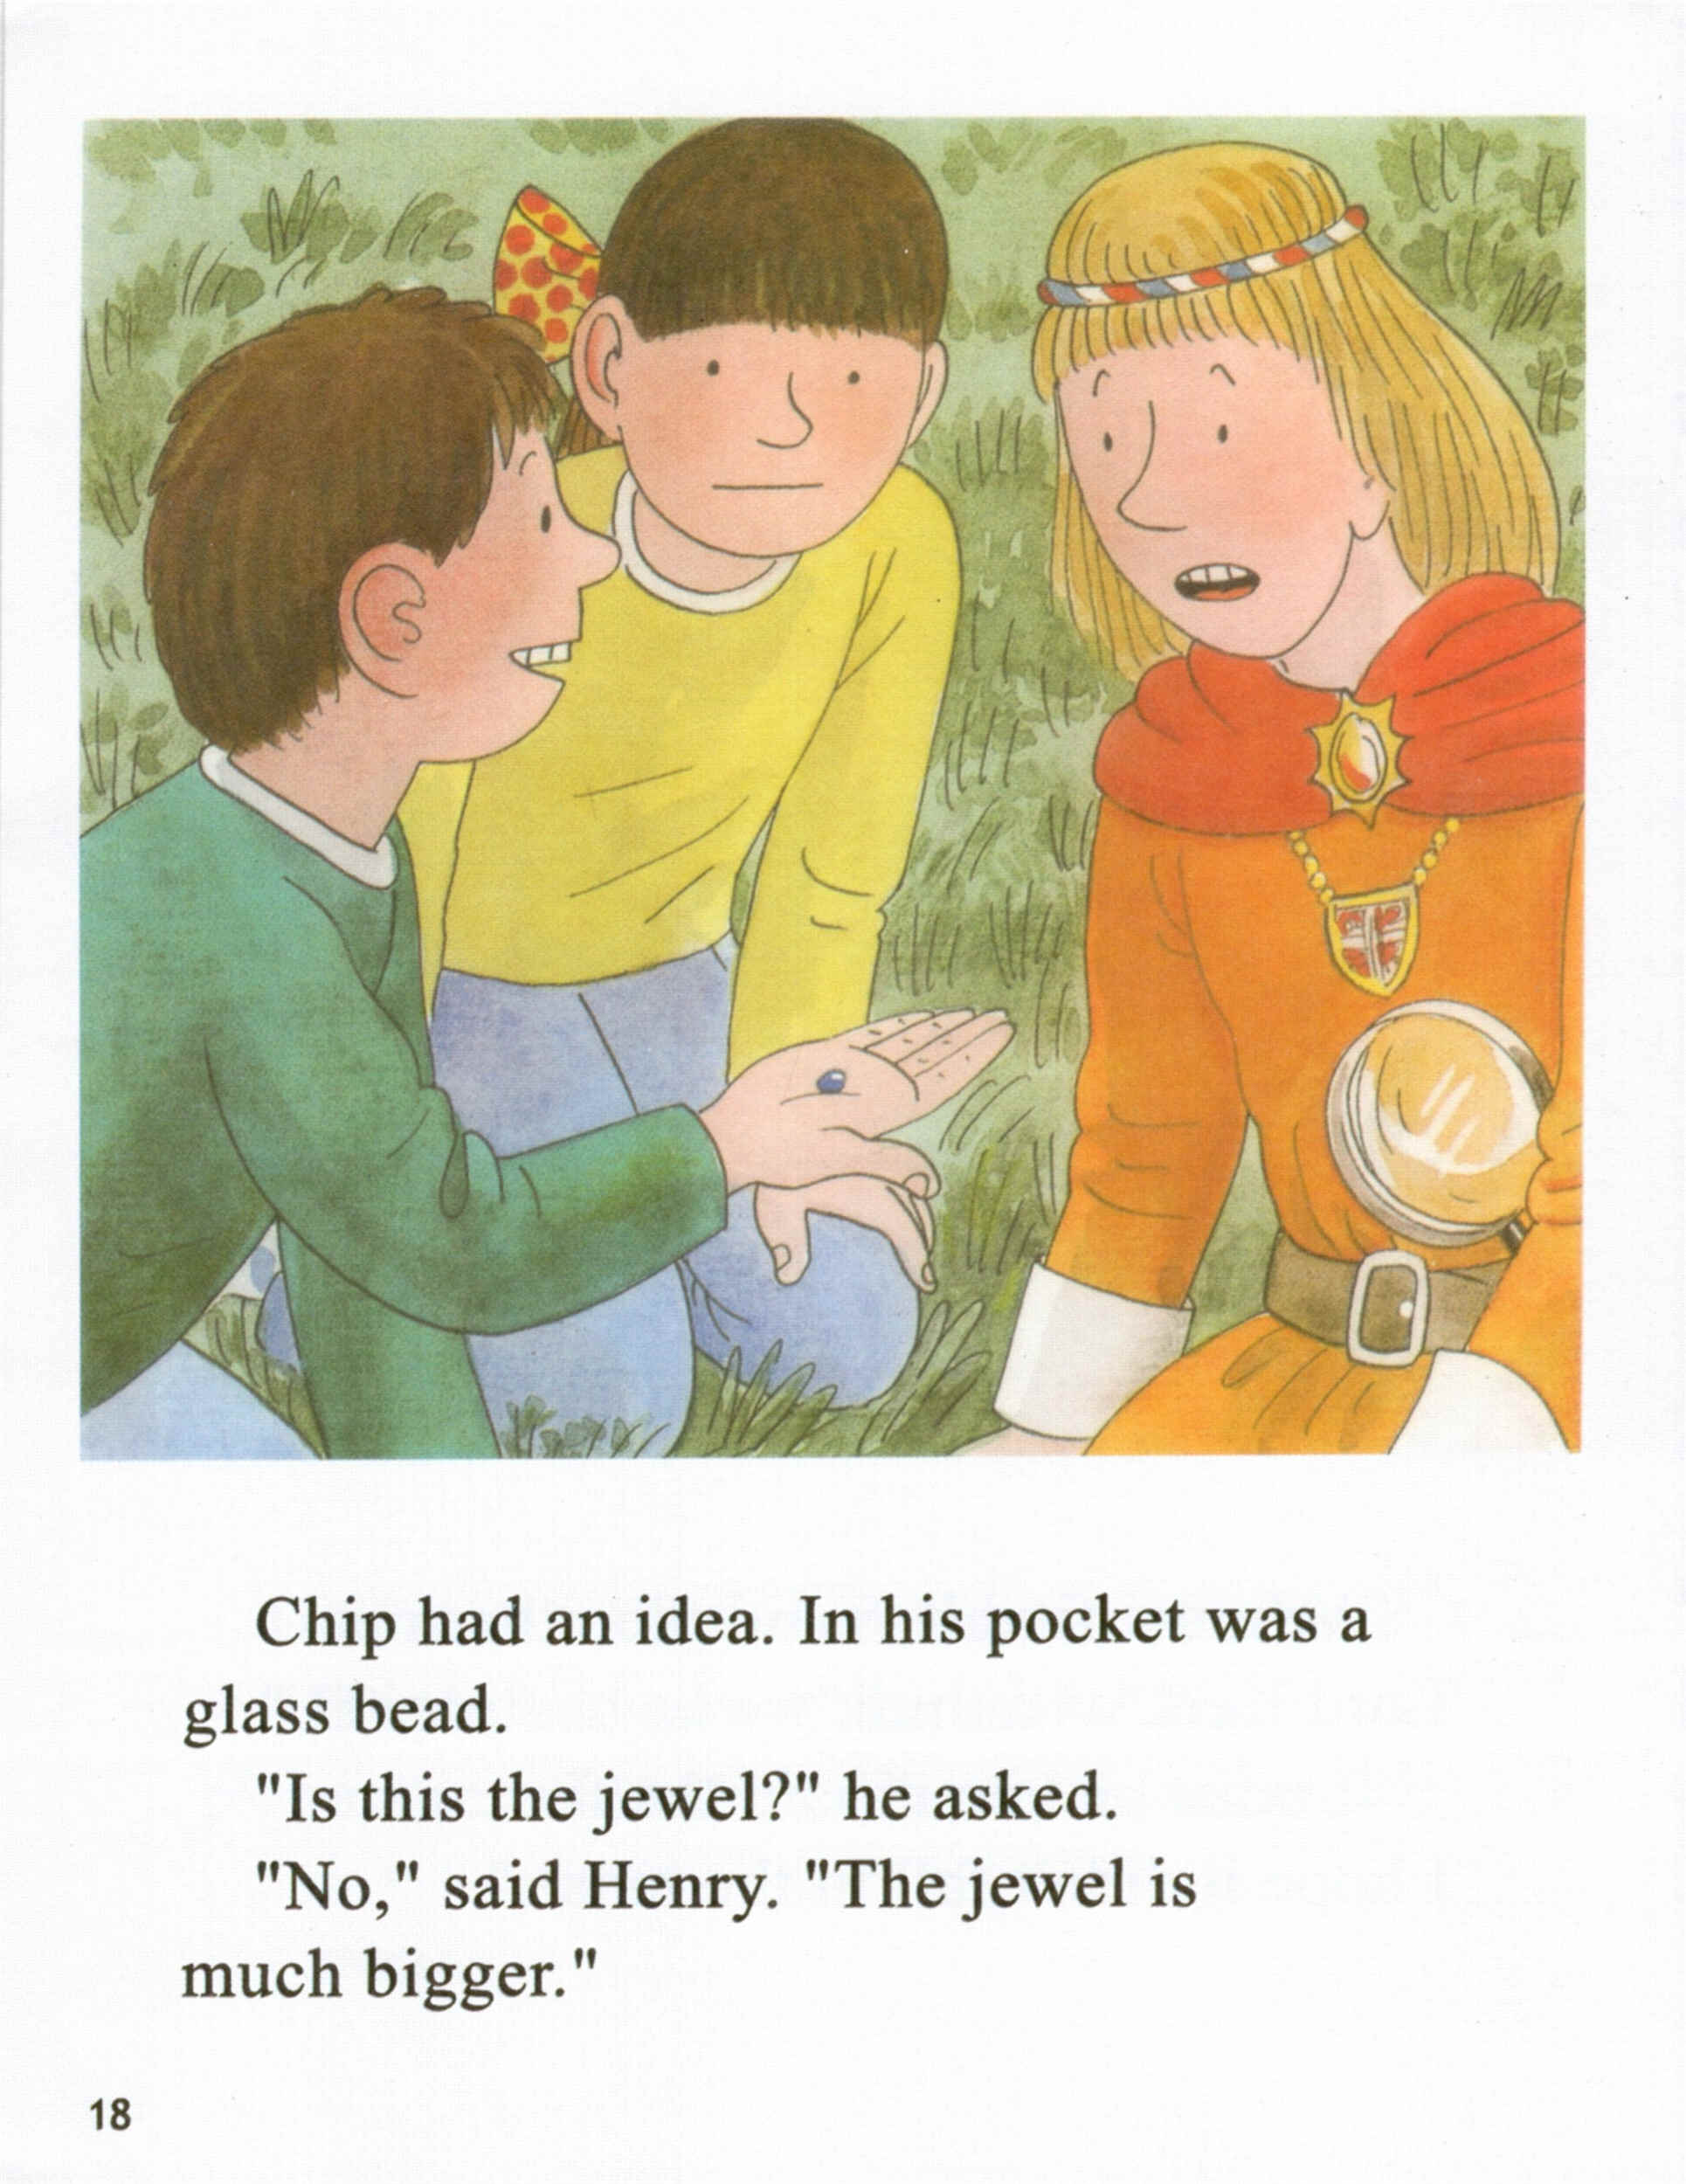 Chip had an idea. In his pocket was a
glass bead.
"Is this the jewel?" he asked.
"No," said Henry. "The jewel is
much bigger."
18